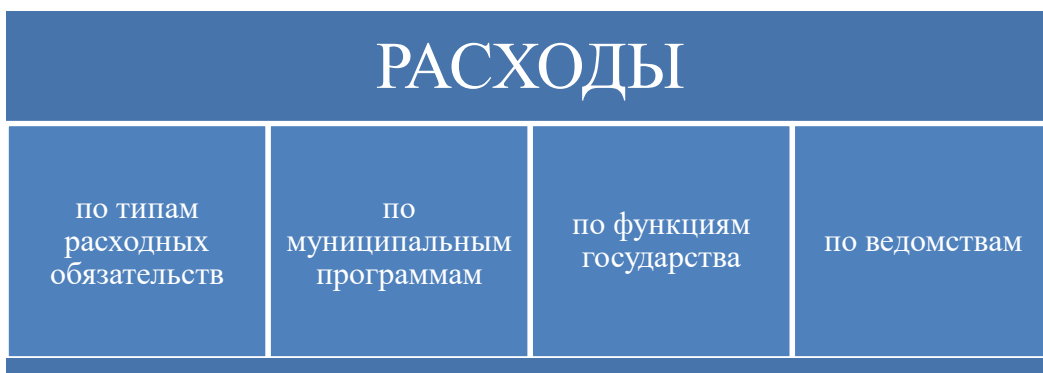 РАСХОДЫ
по типам
расходных
обязательств
по
муниципальным
программам
по функциям
государства
по ведомствам